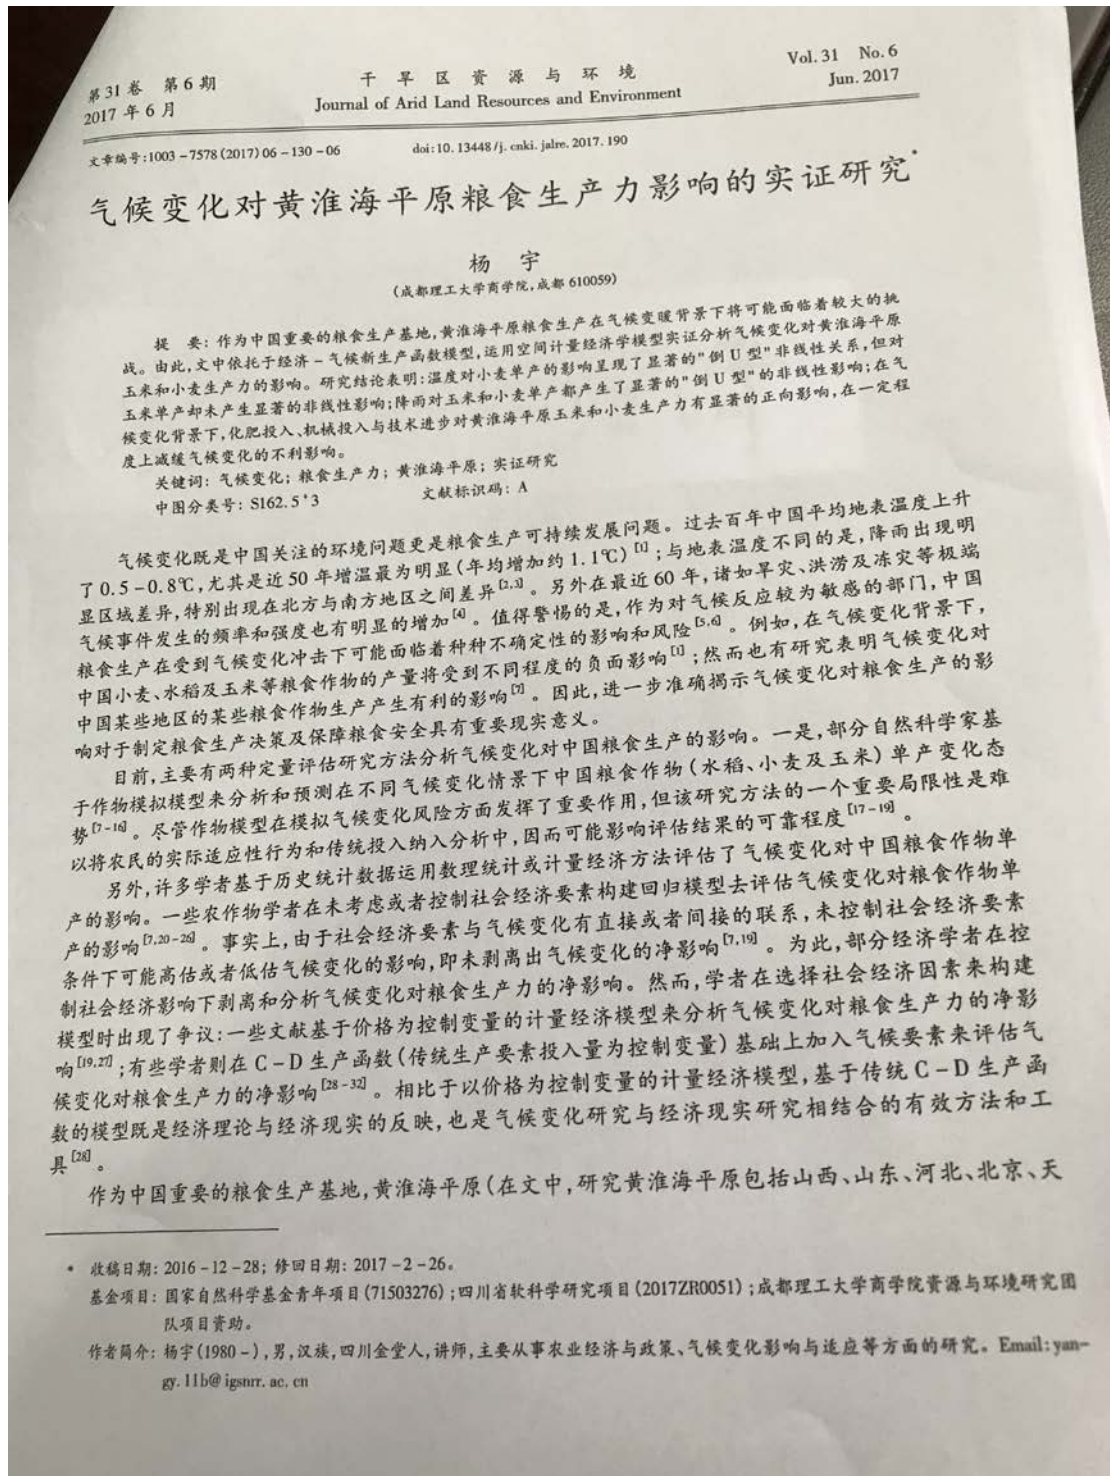 第31卷 第6期
2017年6月
干旱区资源与环境
Journal of Arid Land Resources and Environment
Vol. 31 No. 6
Jun. 2017
文章编号:1003-7578(2017)06-130-06
doi:10.13448/j.cnki.jalre.2017.190
气候变化对黄淮海平原粮食生产力影响的实证研究*
杨 宇
(成都理工大学商学院,成都 610059)
提 要: 作为中国重要的粮食生产基地,黄淮海平原粮食生产在气候变暖背景下将可能面临着较大的挑
战。由此,文中依托于经济-气候新生产函数模型,运用空间计量经济学模型实证分析气候变化对黄淮海平原
玉米和小麦生产力的影响。研究结论表明:温度对小麦单产的影响呈现了显著的"倒U型"非线性关系,但对
玉米单产却未产生显著的非线性影响;降雨对玉米和小麦单产都产生了显著的"倒U型"的非线性影响;在气
候变化背景下,化肥投入、机械投入与技术进步对黄淮海平原玉米和小麦生产力有显著的正向影响,在一定程
度上减缓气候变化的不利影响。
关键词: 气候变化; 粮食生产力; 黄淮海平原; 实证研究
中图分类号: S162.5+3 文献标识码: A
气候变化既是中国关注的环境问题更是粮食生产可持续发展问题。过去百年中国平均地表温度上升
了0.5-0.8℃,尤其是近50年增温最为明显(年均增加约1.1℃)[1];与地表温度不同的是,降雨出现明
显区域差异,特别出现在北方与南方地区之间差异[2,3]。另外在最近60年,诸如旱灾、洪涝及冻灾等极端
气候事件发生的频率和强度也有明显的增加[4]。值得警惕的是,作为对气候反应较为敏感的部门,中国
粮食生产在受到气候变化冲击下可能面临着种种不确定性的影响和风险[5,6]。例如,在气候变化背景下,
中国小麦、水稻及玉米等粮食作物的产量将受到不同程度的负面影响[1];然而也有研究表明气候变化对
中国某些地区的某些粮食作物生产产生有利的影响[7]。因此,进一步准确揭示气候变化对粮食生产的影
响对于制定粮食生产决策及保障粮食安全具有重要现实意义。
目前,主要有两种定量评估研究方法分析气候变化对中国粮食生产的影响。一是,部分自然科学家基
于作物模拟模型来分析和预测在不同气候变化情景下中国粮食作物(水稻、小麦及玉米)单产变化态
势[7-16]。尽管作物模型在模拟气候变化风险方面发挥了重要作用,但该研究方法的一个重要局限性是难
以将农民的实际适应性行为和传统投入纳入分析中,因而可能影响评估结果的可靠程度[17-19]。
另外,许多学者基于历史统计数据运用数理统计或计量经济方法评估了气候变化对中国粮食作物单
产的影响。一些农作物学者在未考虑或者控制社会经济要素构建回归模型去评估气候变化对粮食作物单
产的影响[7,20-26]。事实上,由于社会经济要素与气候变化有直接或者间接的联系,未控制社会经济要素
条件下可能高估或者低估气候变化的影响,即未剥离出气候变化的净影响[7,19]。为此,部分经济学者在控
制社会经济影响下剥离和分析气候变化对粮食生产力的净影响。然而,学者在选择社会经济因素来构建
模型时出现了争议:一些文献基于价格为控制变量的计量经济模型来分析气候变化对粮食生产力的净影
响[19,27];有些学者则在C-D生产函数(传统生产要素投入量为控制变量)基础上加入气候要素来评估气
候变化对粮食生产力的净影响[28-32]。相比于以价格为控制变量的计量经济模型,基于传统C-D生产函
数的模型既是经济理论与经济现实的反映,也是气候变化研究与经济现实研究相结合的有效方法和工
具[28]。
作为中国重要的粮食生产基地,黄淮海平原(在文中,研究黄淮海平原包括山西、山东、河北、北京、天
* 收稿日期: 2016-12-28; 修回日期: 2017-2-26。
基金项目: 国家自然科学基金青年项目(71503276);四川省软科学研究项目(2017ZR0051);成都理工大学商学院资源与环境研究团
队项目资助。
作者简介: 杨宇(1980-),男,汉族,四川金堂人,讲师,主要从事农业经济与政策、气候变化影响与适应等方面的研究。Email:yan-
gy.11b@igsnrr.ac.cn